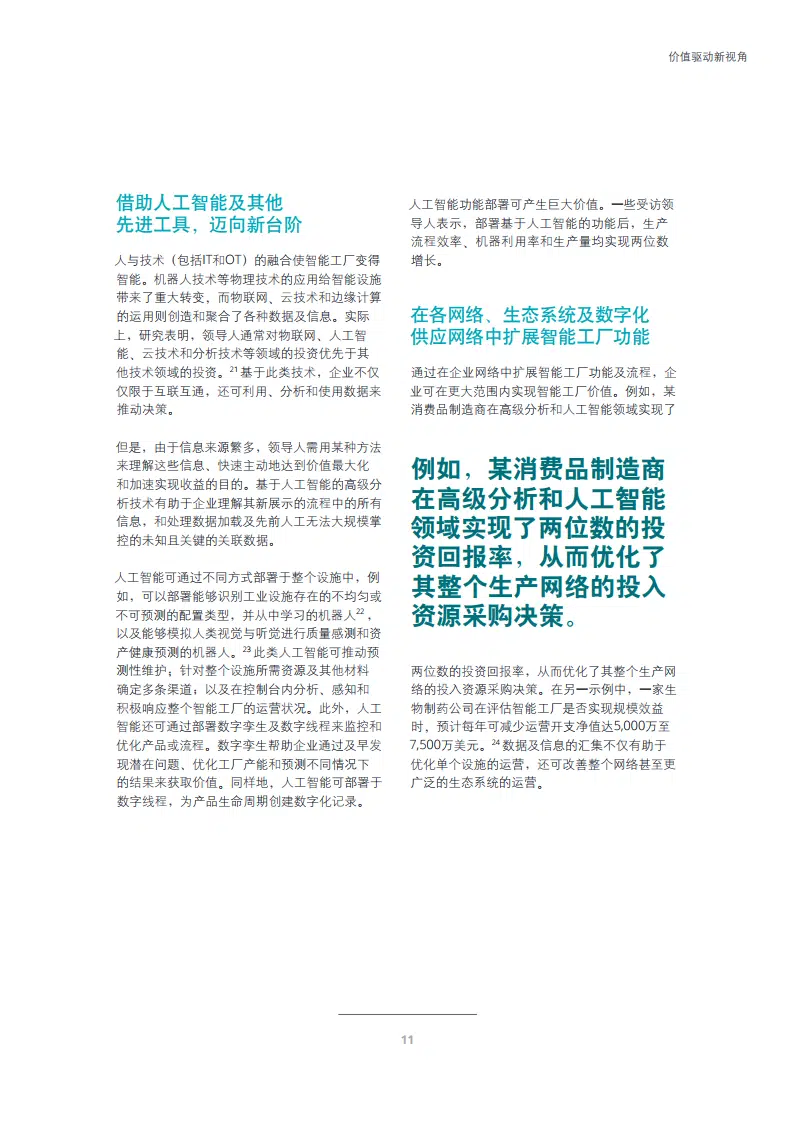 价值驱动新视角
借助人工智能及其他
先进工具，迈向新台阶
人与技术（包括IT和OT）的融合使智能工厂变得
智能。机器人技术等物理技术的应用给智能设施
带来了重大转变，而物联网、云技术和边缘计算
的运用则创造和聚合了各种数据及信息。实际
上，研究表明，领导人通常对物联网、人工智
能、云技术和分析技术等领域的投资优先于其
他技术领域的投资。21 基于此类技术，企业不仅
仅限于互联互通，还可利用、分析和使用数据来
推动决策。
但是，由于信息来源繁多，领导人需用某种方法
来理解这些信息、快速主动地达到价值最大化
和加速实现收益的目的。基于人工智能的高级分
析技术有助于企业理解其新展示的流程中的所有
信息，和处理数据加载及先前人工无法大规模掌
控的未知且关键的关联数据。
人工智能可通过不同方式部署于整个设施中，例
如，可以部署能够识别工业设施存在的不均匀或
不可预测的配置类型，并从中学习的机器人22，
以及能够模拟人类视觉与听觉进行质量感测和资
产健康预测的机器人。23 此类人工智能可推动预
测性维护；针对整个设施所需资源及其他材料
确定多条渠道；以及在控制台内分析、感知和
积极响应整个智能工厂的运营状况。此外，人工
智能还可通过部署数字孪生及数字线程来监控和
优化产品或流程。数字孪生帮助企业通过及早发
现潜在问题、优化工厂产能和预测不同情况下
的结果来获取价值。同样地，人工智能可部署于
数字线程，为产品生命周期创建数字化记录。
人工智能功能部署可产生巨大价值。一些受访领
导人表示，部署基于人工智能的功能后，生产
流程效率、机器利用率和生产量均实现两位数
增长。
在各网络、生态系统及数字化
供应网络中扩展智能工厂功能
通过在企业网络中扩展智能工厂功能及流程，企
业可在更大范围内实现智能工厂价值。例如，某
消费品制造商在高级分析和人工智能领域实现了
例如，某消费品制造商
在高级分析和人工智能
领域实现了两位数的投
资回报率，从而优化了
其整个生产网络的投入
资源采购决策。
两位数的投资回报率，从而优化了其整个生产网
络的投入资源采购决策。在另一示例中，一家生
物制药公司在评估智能工厂是否实现规模效益
时，预计每年可减少运营开支净值达5,000万至
7,500万美元。24 数据及信息的汇集不仅有助于
优化单个设施的运营，还可改善整个网络甚至更
广泛的生态系统的运营。
11